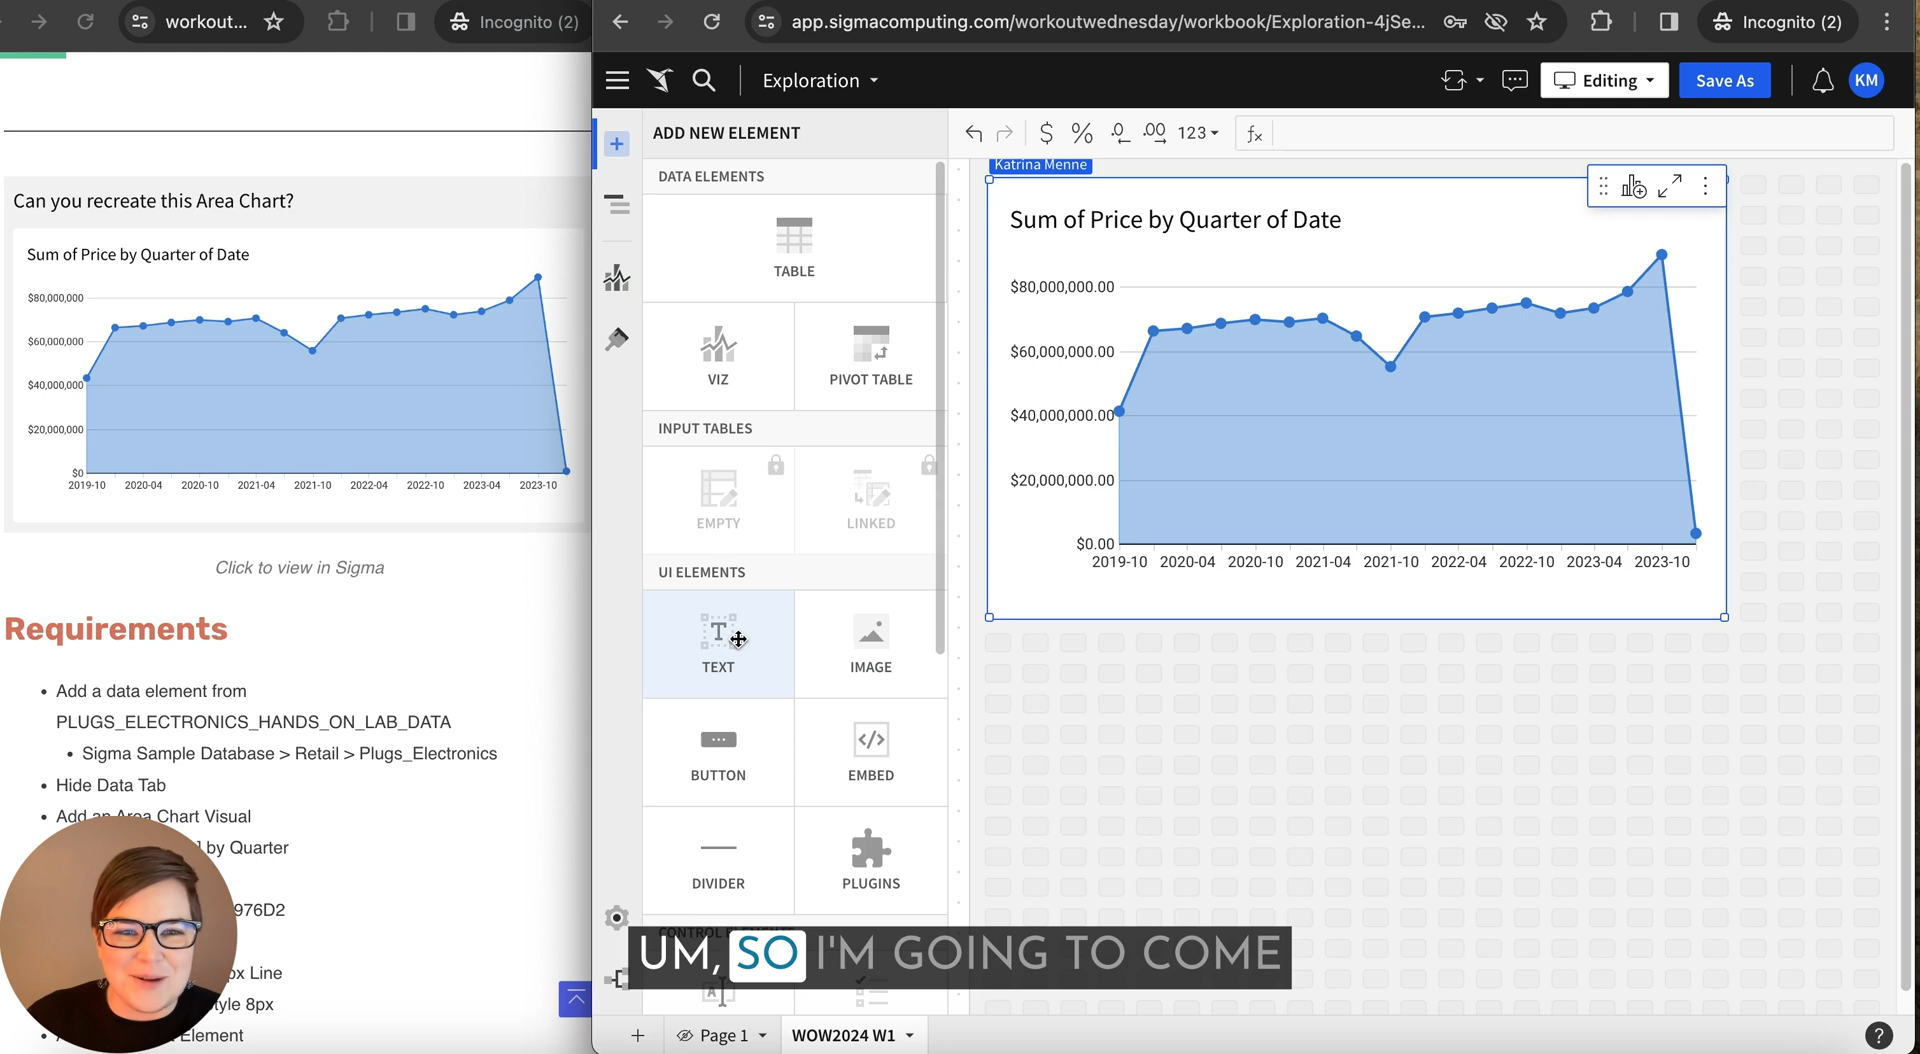 workout...
Incognito (2)
app.sigmacomputing.com/workoutwednesday/workbook/Exploration-4jSe...
Incognito (2)
Exploration
Editing
Save As
KM
Can you recreate this Area Chart?
Sum of Price by Quarter of Date
$80,000,000
$60,000,000
$40,000,000
$20,000,000
$0
2019-10 2020-04 2020-10 2021-04 2021-10 2022-04 2022-10 2023-04 2023-10
Click to view in Sigma
Requirements
• Add a data element from
PLUGS_ELECTRONICS_HANDS_ON_LAB_DATA
• Sigma Sample Database > Retail > Plugs_Electronics
• Hide Data Tab
• Add an Area Chart Visual
by Quarter
976D2
px Line
tyle 8px
Element
ADD NEW ELEMENT
DATA ELEMENTS
TABLE
VIZ
PIVOT TABLE
INPUT TABLES
EMPTY
LINKED
UI ELEMENTS
TEXT
IMAGE
BUTTON
EMBED
DIVIDER
PLUGINS
$ % .0 .00 123
fx
Katrina Menne
Sum of Price by Quarter of Date
$80,000,000.00
$60,000,000.00
$40,000,000.00
$20,000,000.00
$0.00
2019-10 2020-04 2020-10 2021-04 2021-10 2022-04 2022-10 2023-04 2023-10
UM, SO I'M GOING TO COME
Page 1
WOW2024 W1
?